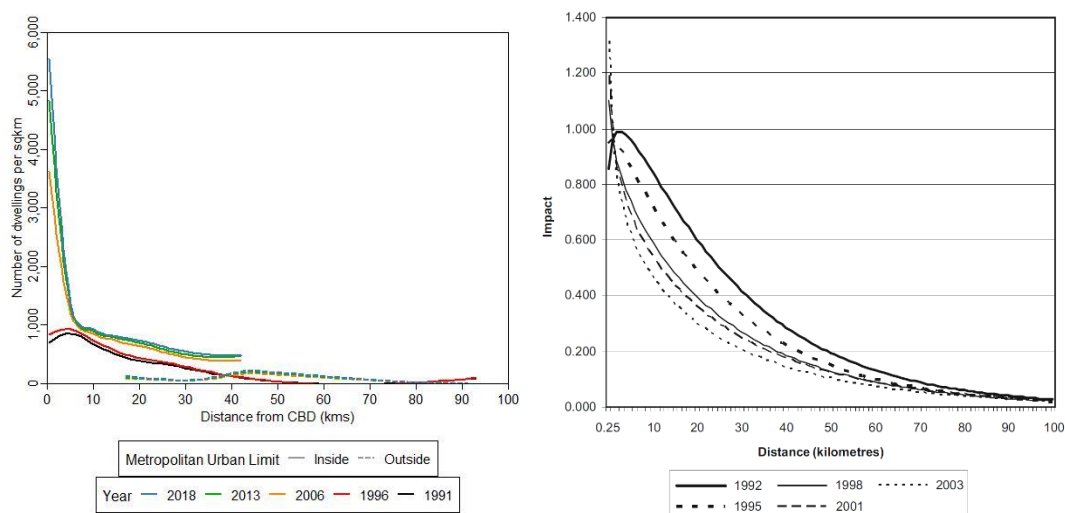 6,000
5,000
4,000
3,000
2,000
1,000
0
Number of dwellings per sqkm
0 10 20 30 40 50 60 70 80 90 100
Distance from CBD (kms)
Metropolitan Urban Limit Inside Outside
Year 2018 2013 2006 1996 1991
1.400
1.200
1.000
0.800
0.600
0.400
0.200
0.000
Impact
0.25 10 20 30 40 50 60 70 80 90 100
Distance (kilometres)
1992 1998 2003
1995 2001